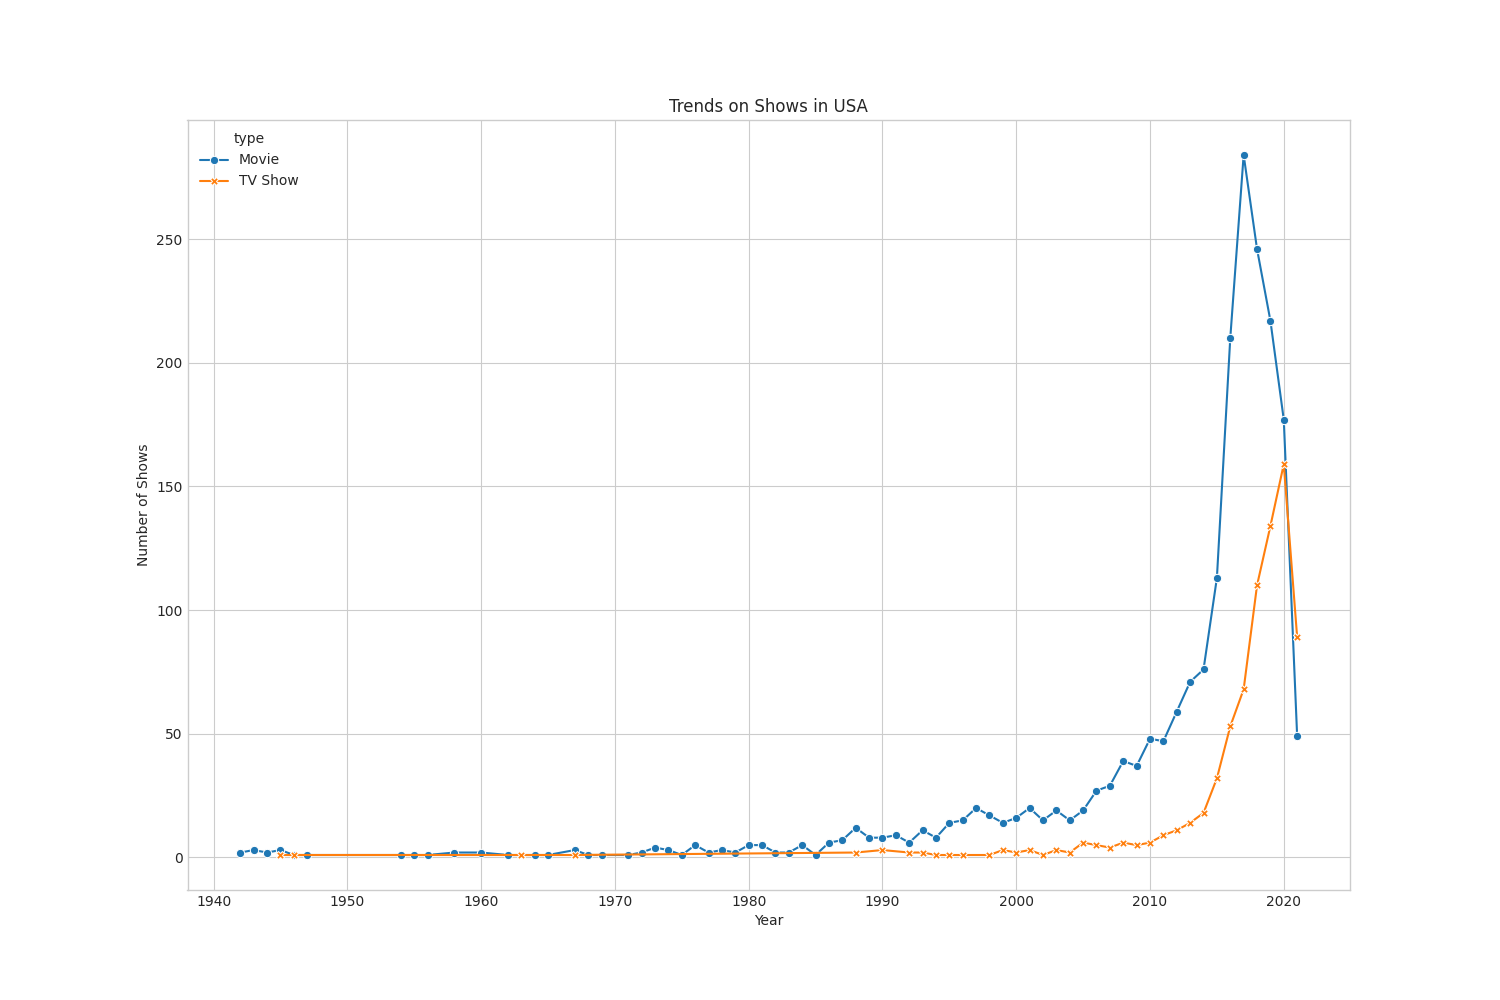 Trends on Shows in USA
type
Movie
TV Show
250
200
150
100
50
0
Number of Shows
1940 1950 1960 1970 1980 1990 2000 2010 2020
Year